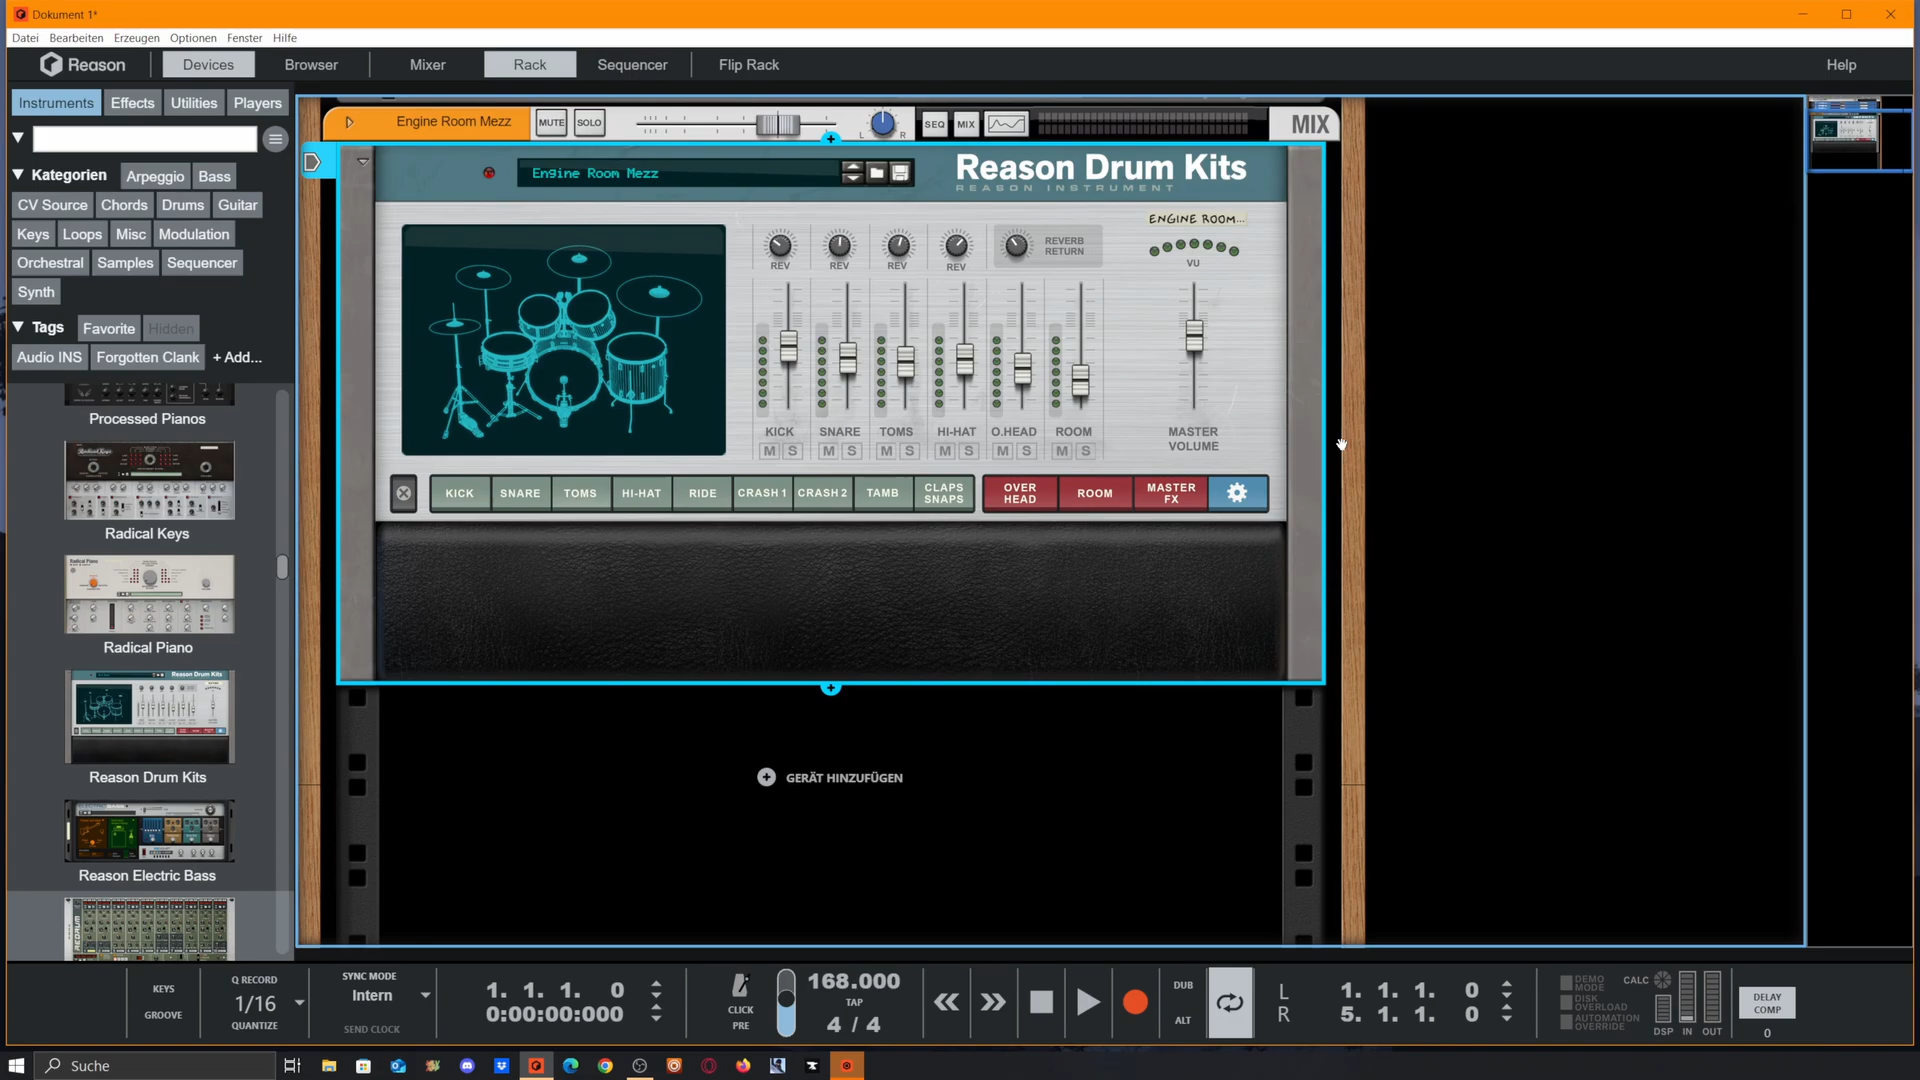 Dokument 1*
Datei Bearbeiten Erzeugen Optionen Fenster Hilfe
Reason Devices Browser Mixer Rack Sequencer Flip Rack Help
Instruments Effects Utilities Players
Kategorien Arpeggio Bass
CV Source Chords Drums Guitar
Keys Loops Misc Modulation
Orchestral Samples Sequencer
Synth
Tags Favorite Hidden
Audio INS Forgotten Clank + Add...
Processed Pianos
Radical Keys
Radical Piano
Reason Drum Kits
Reason Electric Bass
Engine Room Mezz MUTE SOLO L R SEQ MIX MIX
Engine Room Mezz
Reason Drum Kits
REASON INSTRUMENT
ENGINE ROOM...
REV REV REV REV REVERB RETURN VU
KICK SNARE TOMS HI-HAT O.HEAD ROOM MASTER VOLUME
M S M S M S M S M S M S
KICK SNARE TOMS HI-HAT RIDE CRASH 1 CRASH 2 TAMB CLAPS SNAPS OVER HEAD ROOM MASTER FX
GERÄT HINZUFÜGEN
KEYS
GROOVE
Q RECORD
1/16
QUANTIZE
SYNC MODE
Intern
SEND CLOCK
1. 1. 1. 0
0:00:00:000
CLICK
PRE
168.000
TAP
4 / 4
DUB
ALT
L 1. 1. 1. 0
R 5. 1. 1. 0
DEMO MODE
DISK OVERLOAD
AUTOMATION OVERRIDE
CALC
DSP IN OUT
DELAY COMP
0
Suche